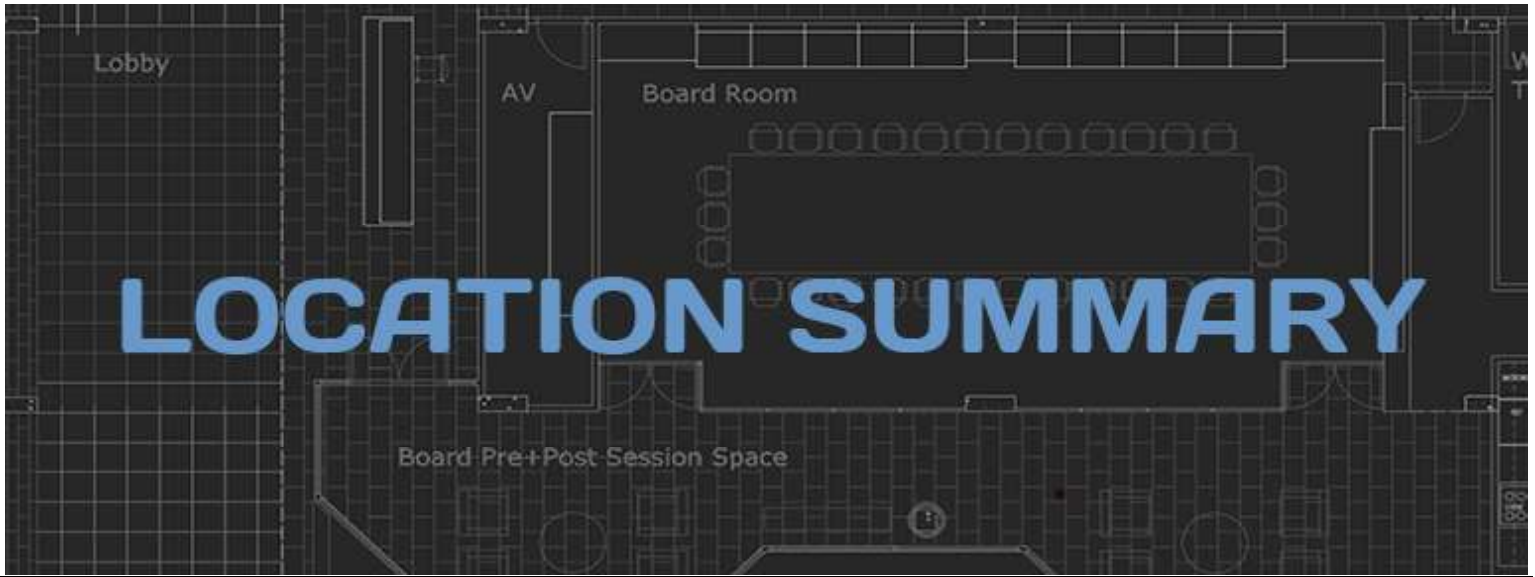 Lobby
AV
Board Room
LOCATION SUMMARY
Board Pre+Post Session Space